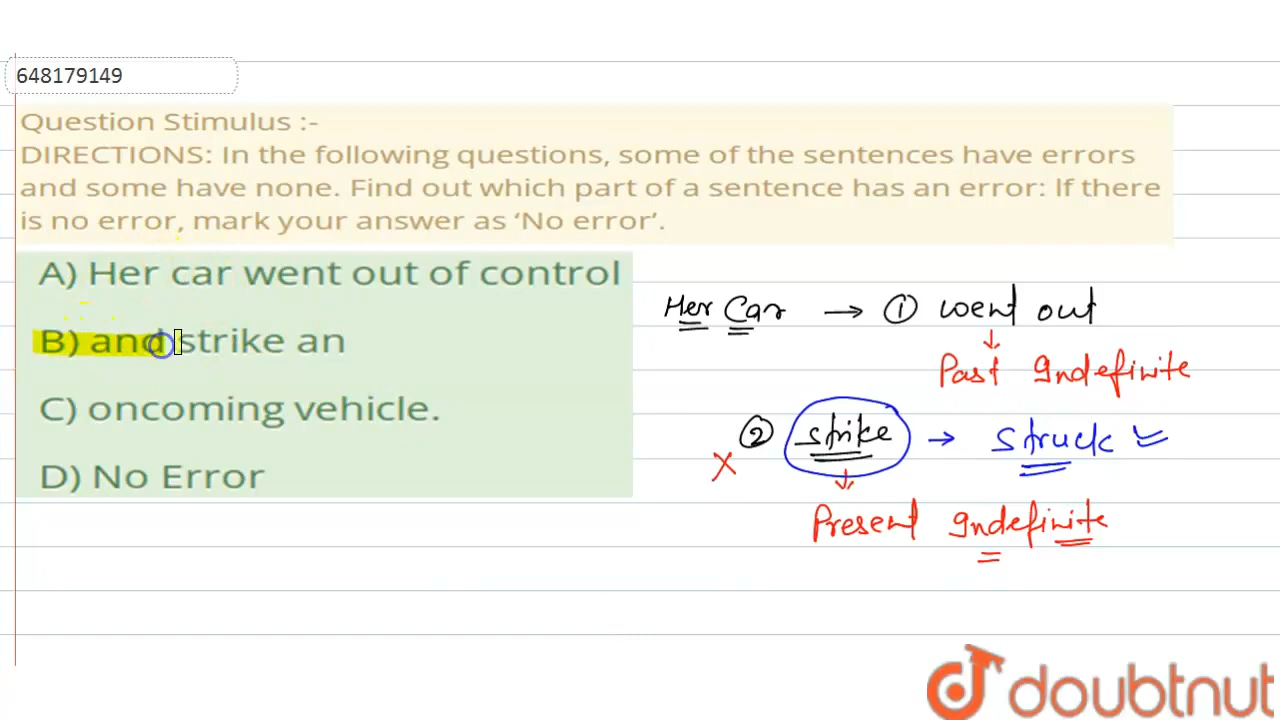 648179149
Question Stimulus :-
DIRECTIONS: In the following questions, some of the sentences have errors
and some have none. Find out which part of a sentence has an error: If there
is no error, mark your answer as ‘No error’.
A) Her car went out of control
B) and strike an
C) oncoming vehicle.
D) No Error
Her Car → ① went out
↓
Past Indefinite
② strike → struck
×
↓
Present Indefinite
doubtnut